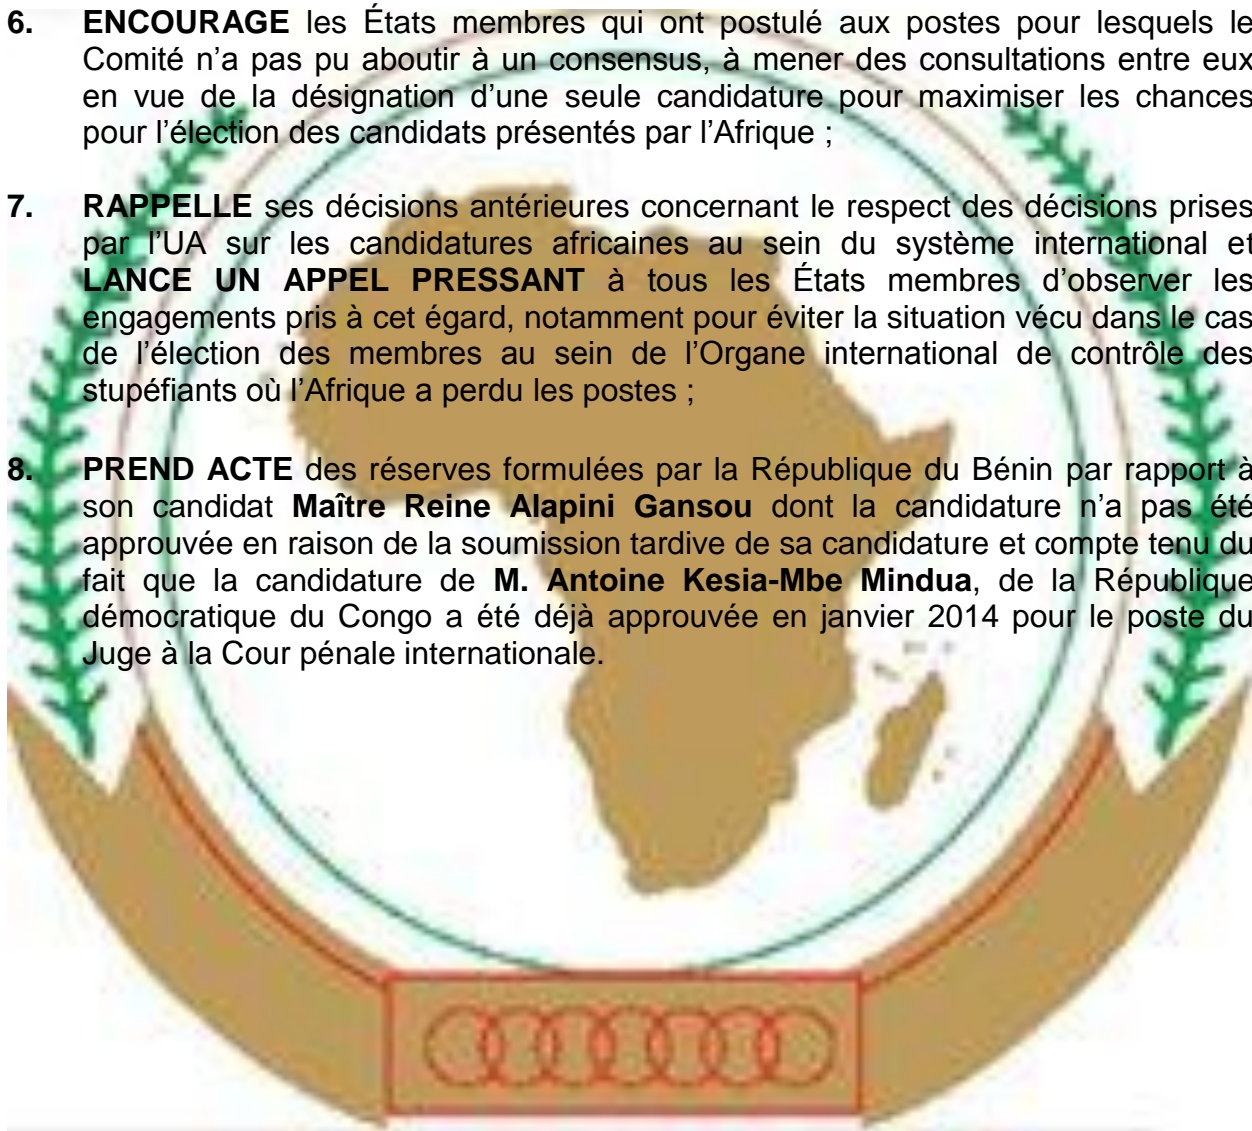 6. ENCOURAGE les États membres qui ont postulé aux postes pour lesquels le
Comité n’a pas pu aboutir à un consensus, à mener des consultations entre eux
en vue de la désignation d’une seule candidature pour maximiser les chances
pour l’élection des candidats présentés par l’Afrique ;
7. RAPPELLE ses décisions antérieures concernant le respect des décisions prises
par l’UA sur les candidatures africaines au sein du système international et
LANCE UN APPEL PRESSANT à tous les États membres d’observer les
engagements pris à cet égard, notamment pour éviter la situation vécu dans le cas
de l’élection des membres au sein de l’Organe international de contrôle des
stupéfiants où l’Afrique a perdu les postes ;
8. PREND ACTE des réserves formulées par la République du Bénin par rapport à
son candidat Maître Reine Alapini Gansou dont la candidature n’a pas été
approuvée en raison de la soumission tardive de sa candidature et compte tenu du
fait que la candidature de M. Antoine Kesia-Mbe Mindua, de la République
démocratique du Congo a été déjà approuvée en janvier 2014 pour le poste du
Juge à la Cour pénale internationale.